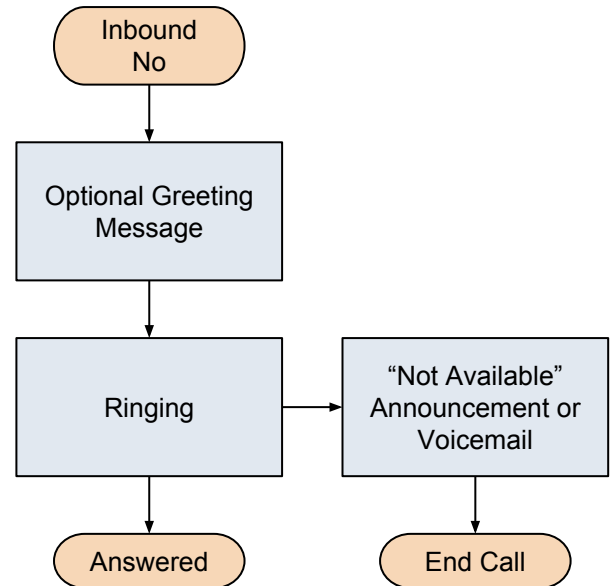 Inbound
No
Optional Greeting
Message
Ringing
“Not Available”
Announcement or
Voicemail
Answered
End Call